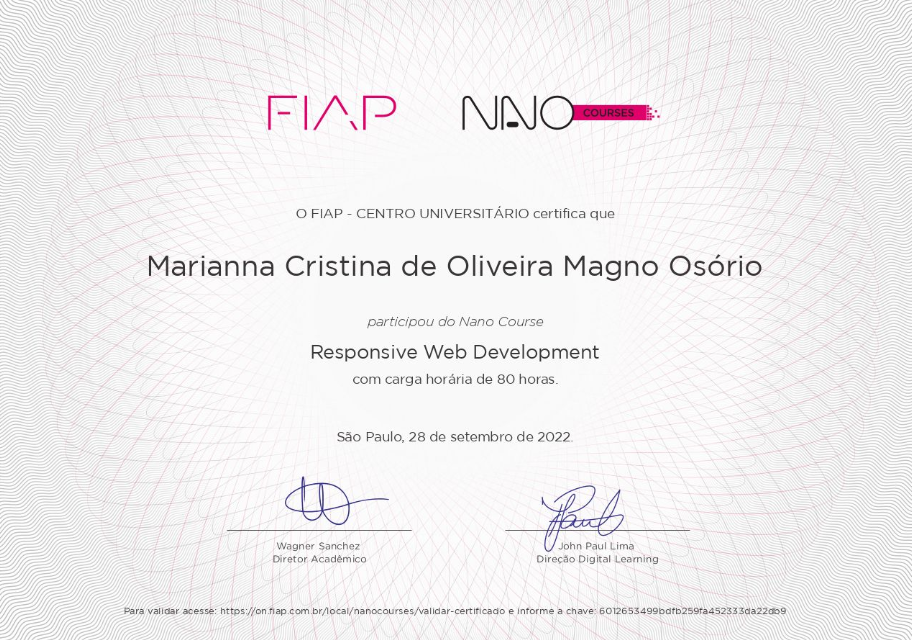 FIAP NANO COURSES
O FIAP - CENTRO UNIVERSITÁRIO certifica que
Marianna Cristina de Oliveira Magno Osório
participou do Nano Course
Responsive Web Development
com carga horária de 80 horas.
São Paulo, 28 de setembro de 2022.
Wagner Sanchez John Paul Lima
Diretor Acadêmico Direção Digital Learning
Para validar acesse: https://on.fiap.com.br/local/nanocourses/validar-certificado e informe a chave: 6012653499bdfb259fa452333da22db9